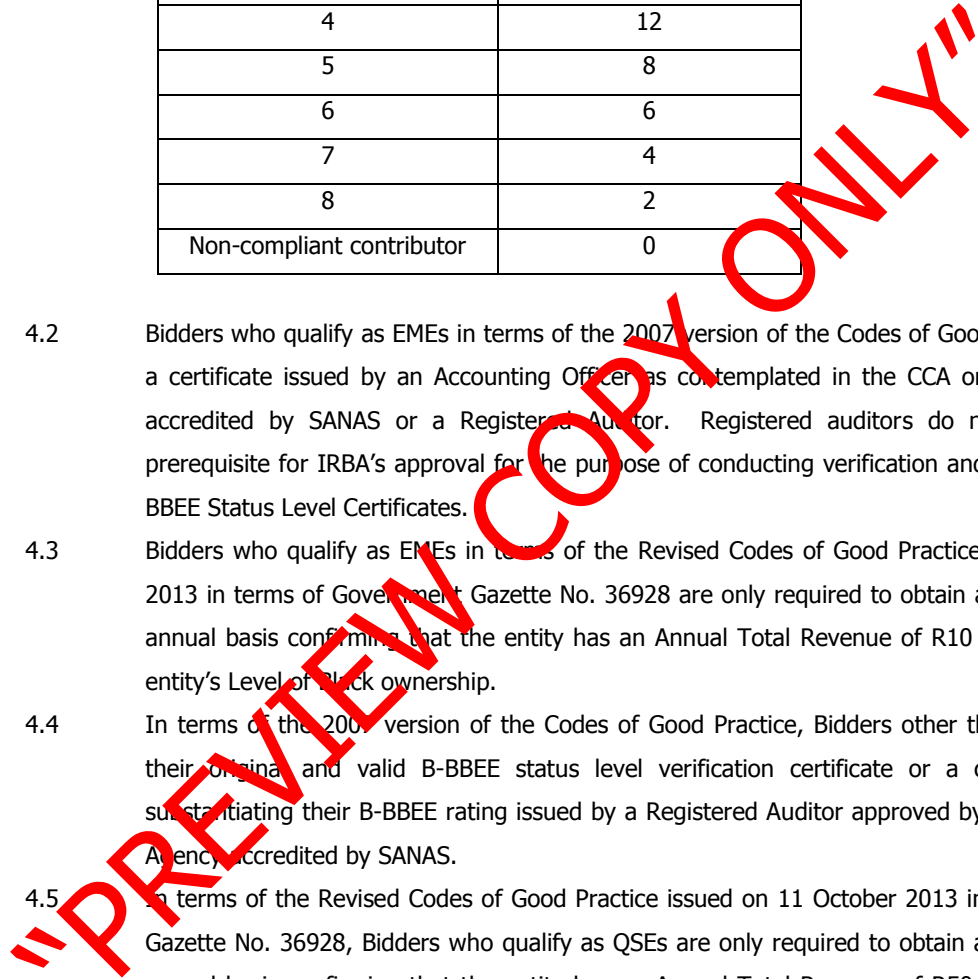 4 12
5 8
6 6
7 4
8 2
Non-compliant contributor 0
4.2 Bidders who qualify as EMEs in terms of the 2007 version of the Codes of Goo
a certificate issued by an Accounting Officer as contemplated in the CCA or
accredited by SANAS or a Registered Auditor. Registered auditors do n
prerequisite for IRBA's approval for the purpose of conducting verification and
BBEE Status Level Certificates.
4.3 Bidders who qualify as EMEs in terms of the Revised Codes of Good Practice
2013 in terms of Government Gazette No. 36928 are only required to obtain a
annual basis confirming that the entity has an Annual Total Revenue of R10
entity's Level of Black ownership.
4.4 In terms of the 2007 version of the Codes of Good Practice, Bidders other th
their original and valid B-BBEE status level verification certificate or a c
substantiating their B-BBEE rating issued by a Registered Auditor approved by
Agency accredited by SANAS.
4.5 In terms of the Revised Codes of Good Practice issued on 11 October 2013 in
Gazette No. 36928, Bidders who qualify as QSEs are only required to obtain a
"PREVIEW COPY ONLY"